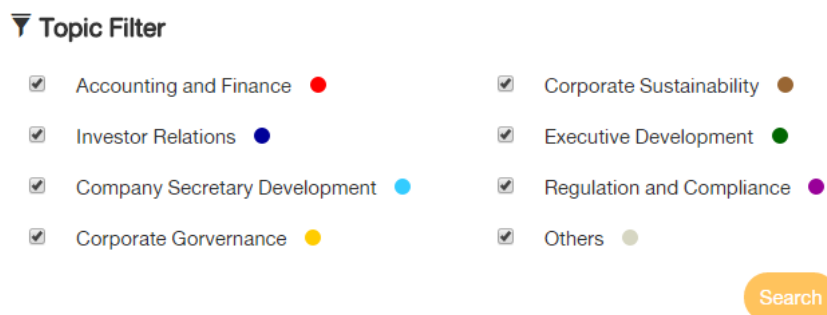 Topic Filter
Accounting and Finance
Corporate Sustainability
Investor Relations
Executive Development
Company Secretary Development
Regulation and Compliance
Corporate Gorvernance
Others
Search